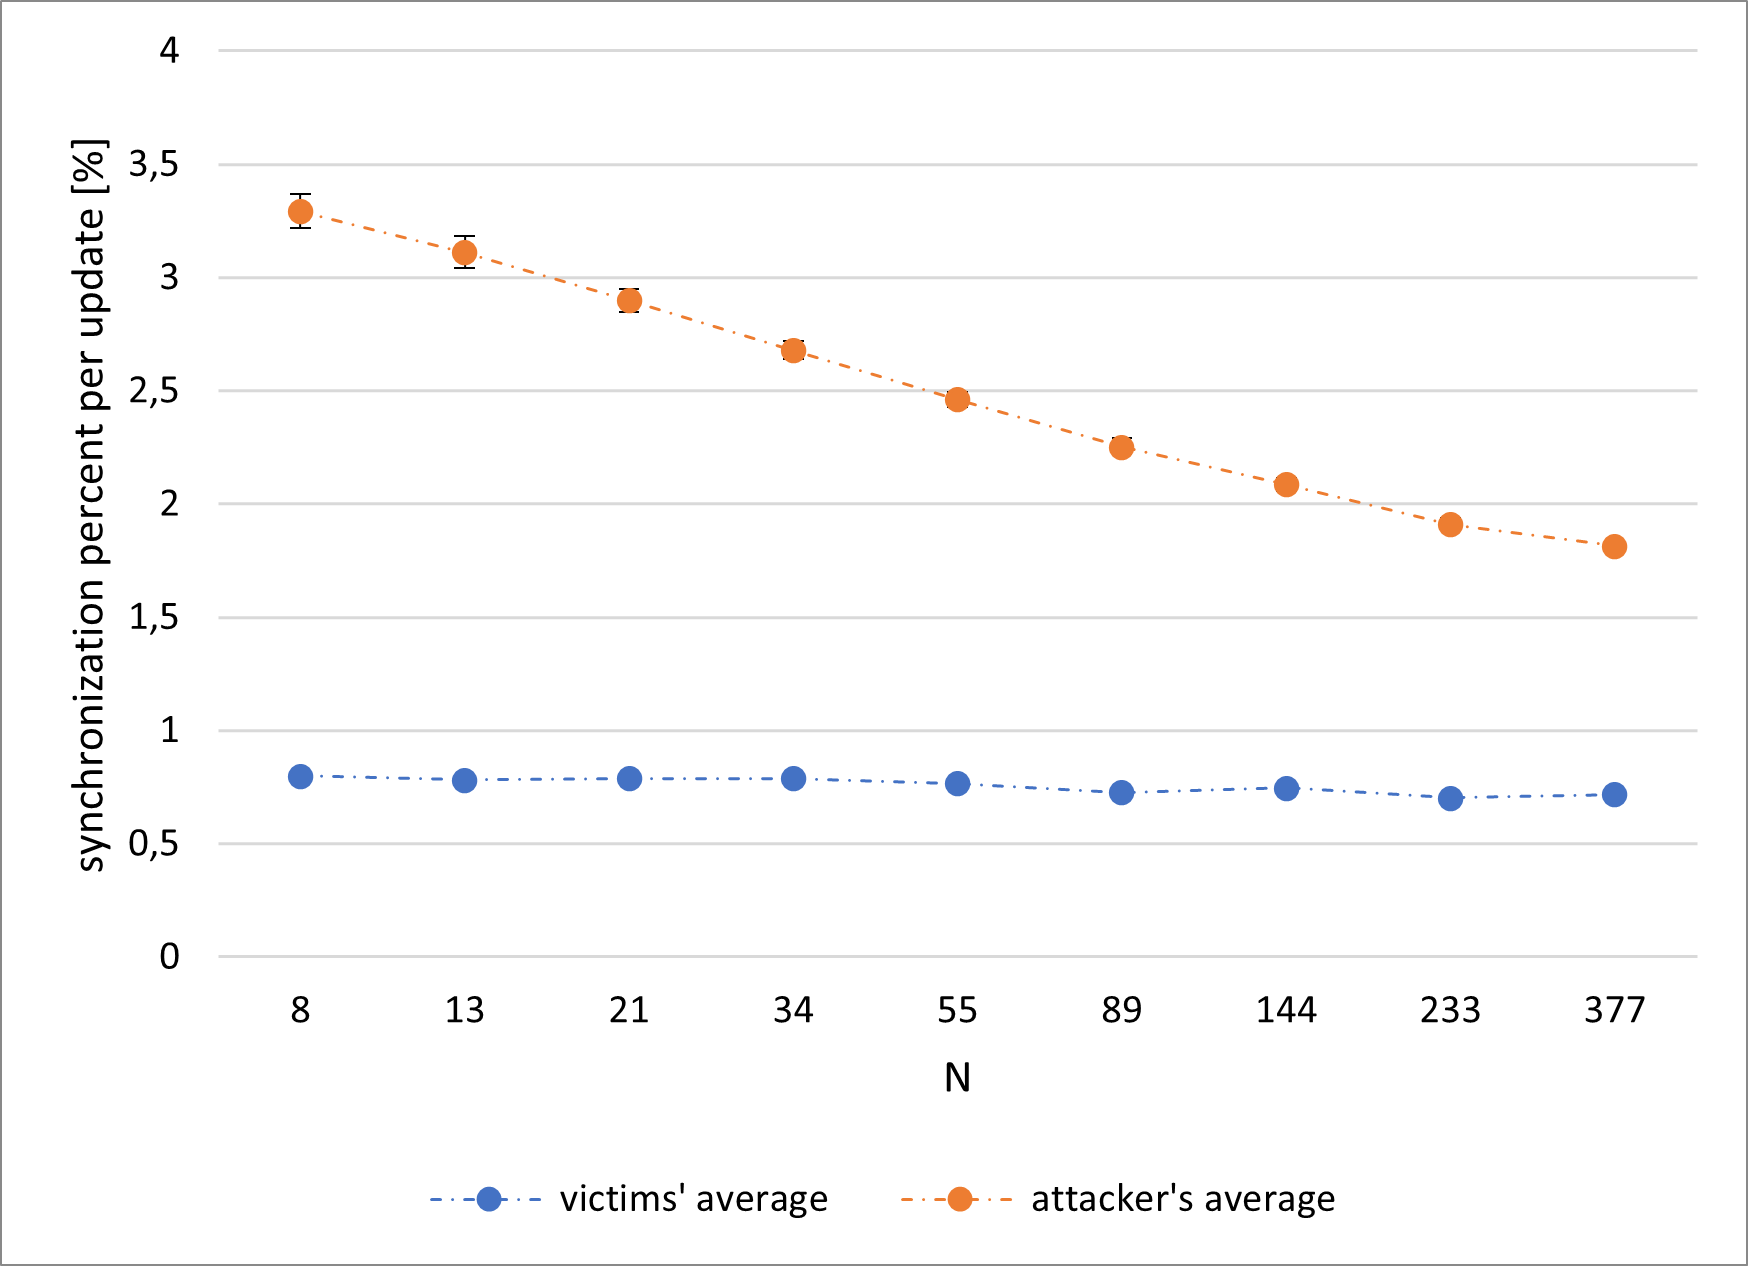 synchronization percent per update [%]
4
3,5
3
2,5
2
1,5
1
0,5
0
8 13 21 34 55 89 144 233 377
N
victims' average attacker's average